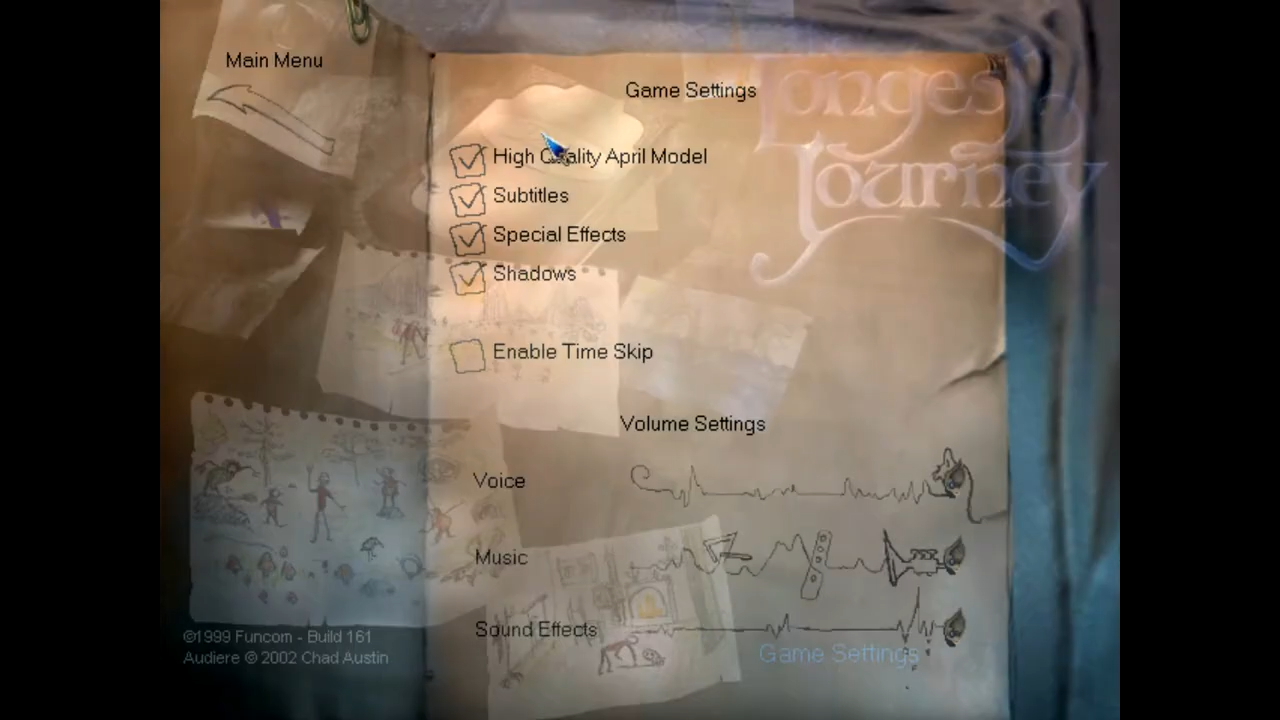 Main Menu
Game Settings
Longest
Journey
High Quality April Model
Subtitles
Special Effects
Shadows
Enable Time Skip
Volume Settings
Voice
Music
Sound Effects
©1999 Funcom - Build 161
Audiere © 2002 Chad Austin
Game Settings